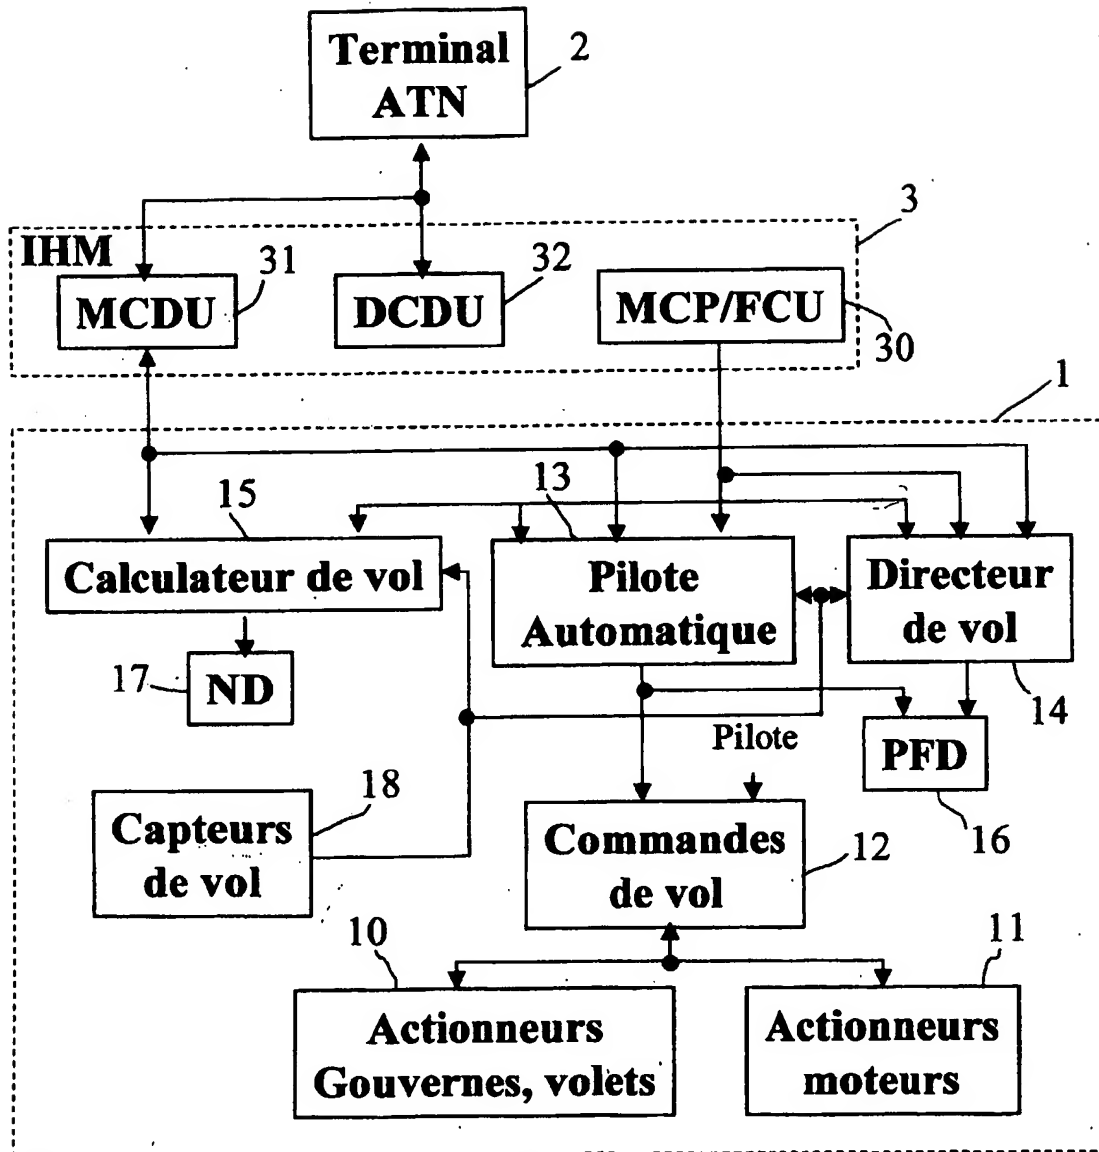 Terminal
ATN
2
3
IHM
31
32
MCDU
DCDU
MCP/FCU
30
1
15
13
Calculateur de vol
Pilote
Automatique
Directeur
de vol
17
ND
14
Pilote
PFD
18
Capteurs
de vol
16
Commandes
de vol
12
10
11
Actionneurs
Gouvernes, volets
Actionneurs
moteurs